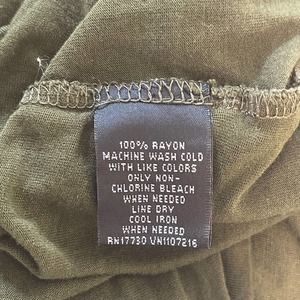 100% RAYON
MACHINE WASH COLD
WITH LIKE COLORS
ONLY NON-
CHLORINE BLEACH
WHEN NEEDED
LINE DRY
COOL IRON
WHEN NEEDED
RN17730 VN1107216